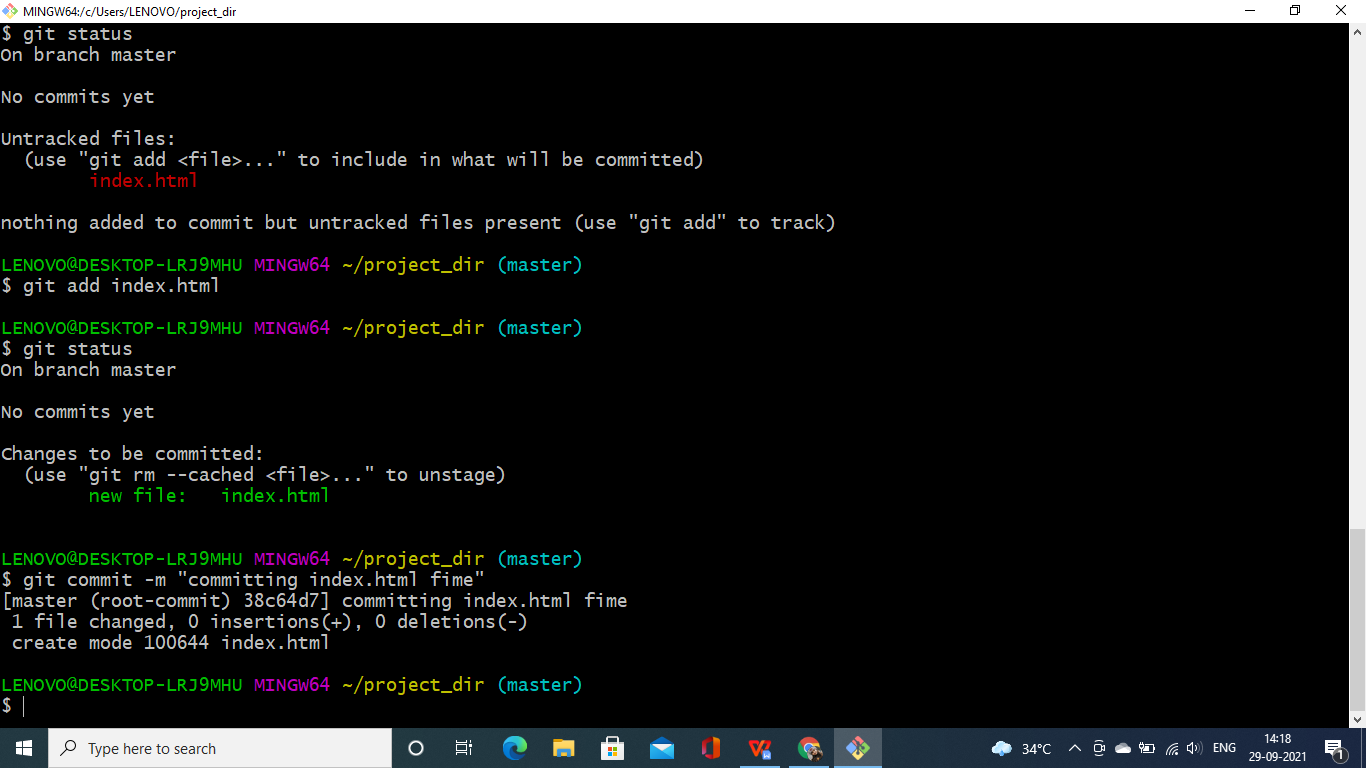 MINGW64:/c/Users/LENOVO/project_dir
$ git status
On branch master
No commits yet
Untracked files:
  (use "git add <file>..." to include in what will be committed)
        index.html
nothing added to commit but untracked files present (use "git add" to track)
LENOVO@DESKTOP-LRJ9MHU MINGW64 ~/project_dir (master)
$ git add index.html
LENOVO@DESKTOP-LRJ9MHU MINGW64 ~/project_dir (master)
$ git status
On branch master
No commits yet
Changes to be committed:
  (use "git rm --cached <file>..." to unstage)
        new file:   index.html
LENOVO@DESKTOP-LRJ9MHU MINGW64 ~/project_dir (master)
$ git commit -m "committing index.html fime"
[master (root-commit) 38c64d7] committing index.html fime
 1 file changed, 0 insertions(+), 0 deletions(-)
 create mode 100644 index.html
LENOVO@DESKTOP-LRJ9MHU MINGW64 ~/project_dir (master)
$
Type here to search
34°C
ENG
14:18
29-09-2021
1